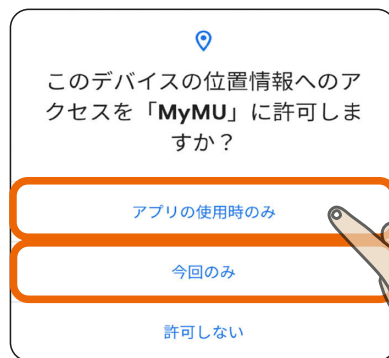 このデバイスの位置情報へのア
クセスを「MyMU」に許可しま
すか？
アプリの使用時のみ
今回のみ
許可しない